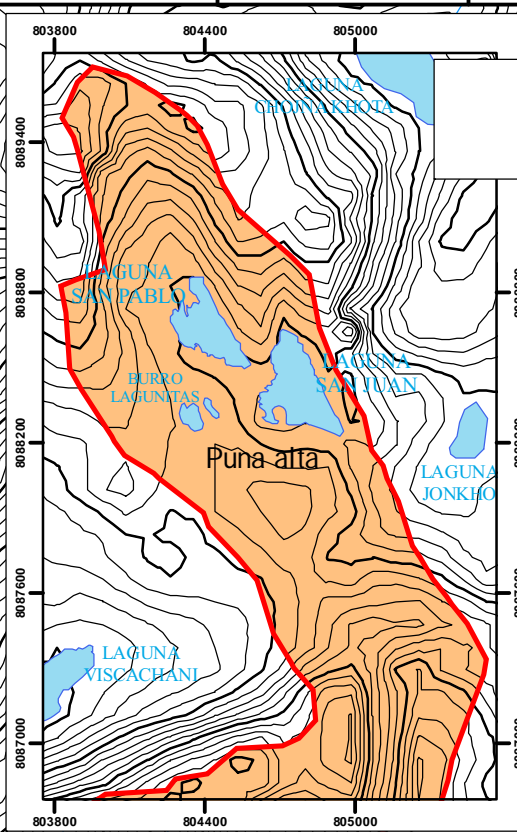 803800 804400 805000
LAGUNA
CHOJÑA KHOTA
8089400
LAGUNA
SAN PABLO
8088800
BURRO
LAGUNITAS
LAGUNA
SAN JUAN
8088200
Puna alta
LAGUNA
JONKHO
8087600
LAGUNA
VISCACHANI
8087000
803800 804400 805000